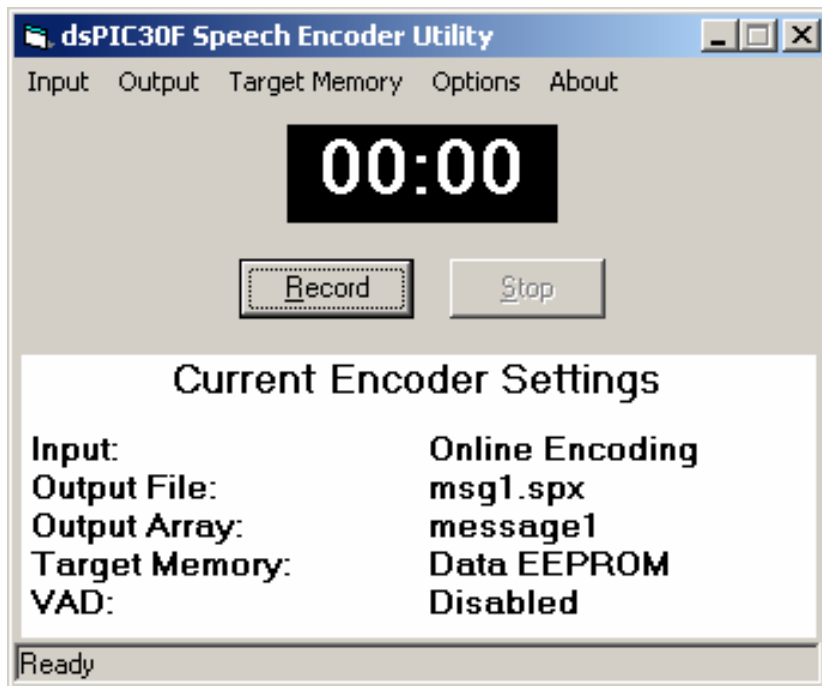 dsPIC30F Speech Encoder Utility
Input Output Target Memory Options About
00:00
Record Stop
Current Encoder Settings
Input: Online Encoding
Output File: msg1.spx
Output Array: message1
Target Memory: Data EEPROM
VAD: Disabled
Ready